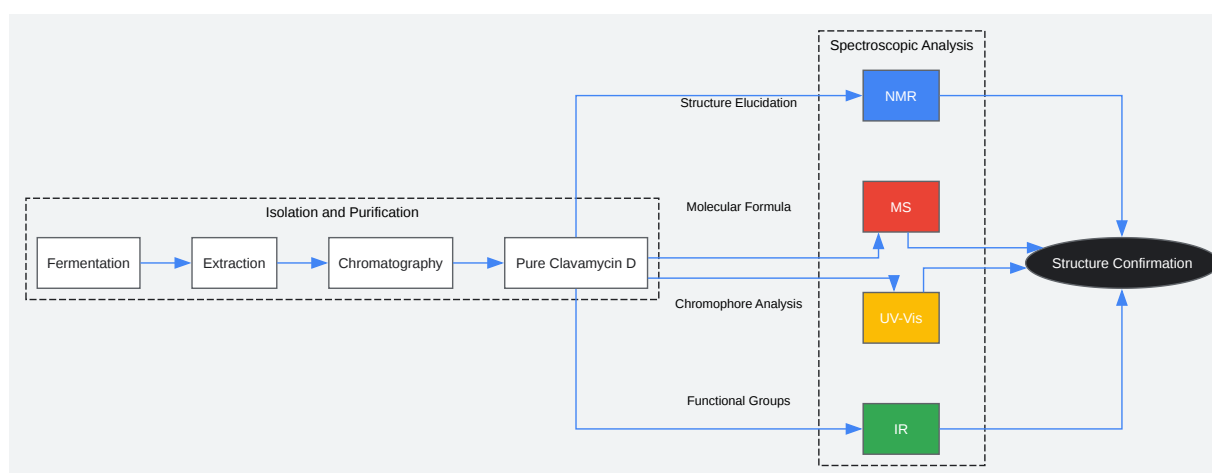 Spectroscopic Analysis
NMR
Structure Elucidation
MS
Molecular Formula
Isolation and Purification
Fermentation
Extraction
Chromatography
Pure Clavamycin D
Structure Confirmation
Chromophore Analysis
UV-Vis
Functional Groups
IR